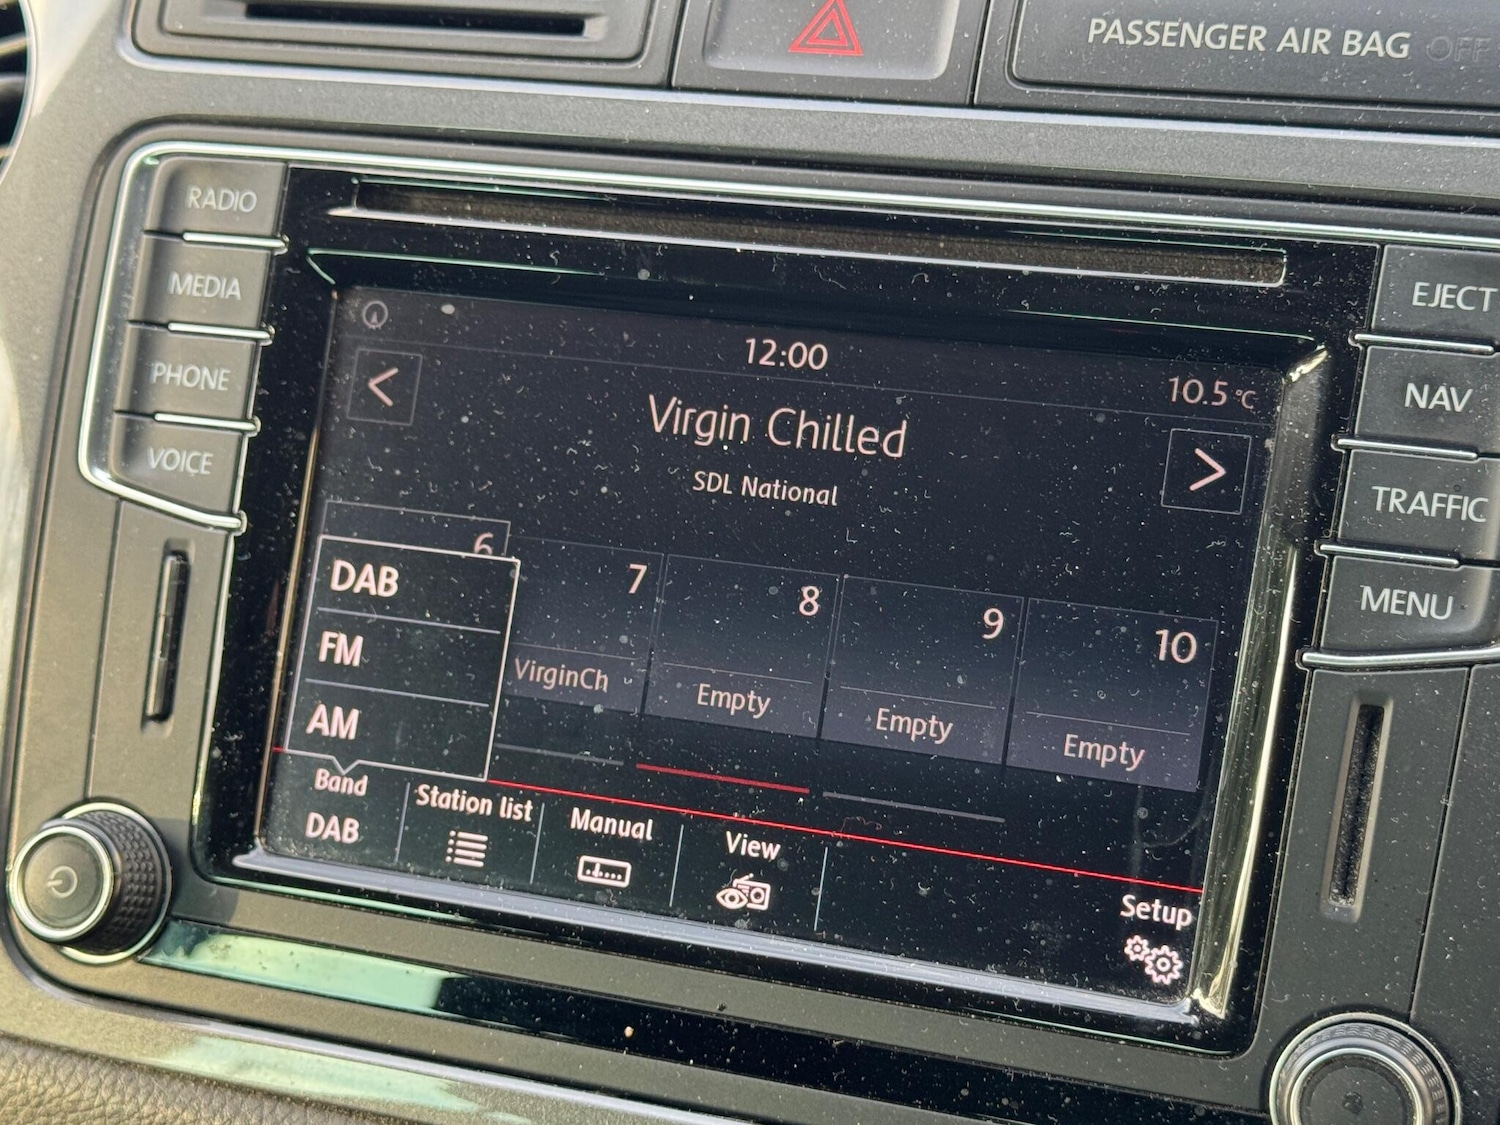 PASSENGER AIR BAG OFF
RADIO
MEDIA
PHONE
VOICE
EJECT
NAV
TRAFFIC
MENU
12:00
10.5 °C
<
Virgin Chilled
>
SDL National
6
7
8
9
10
VirginCh
Empty
Empty
Empty
DAB
FM
AM
Band
DAB
Station list
Manual
View
Setup